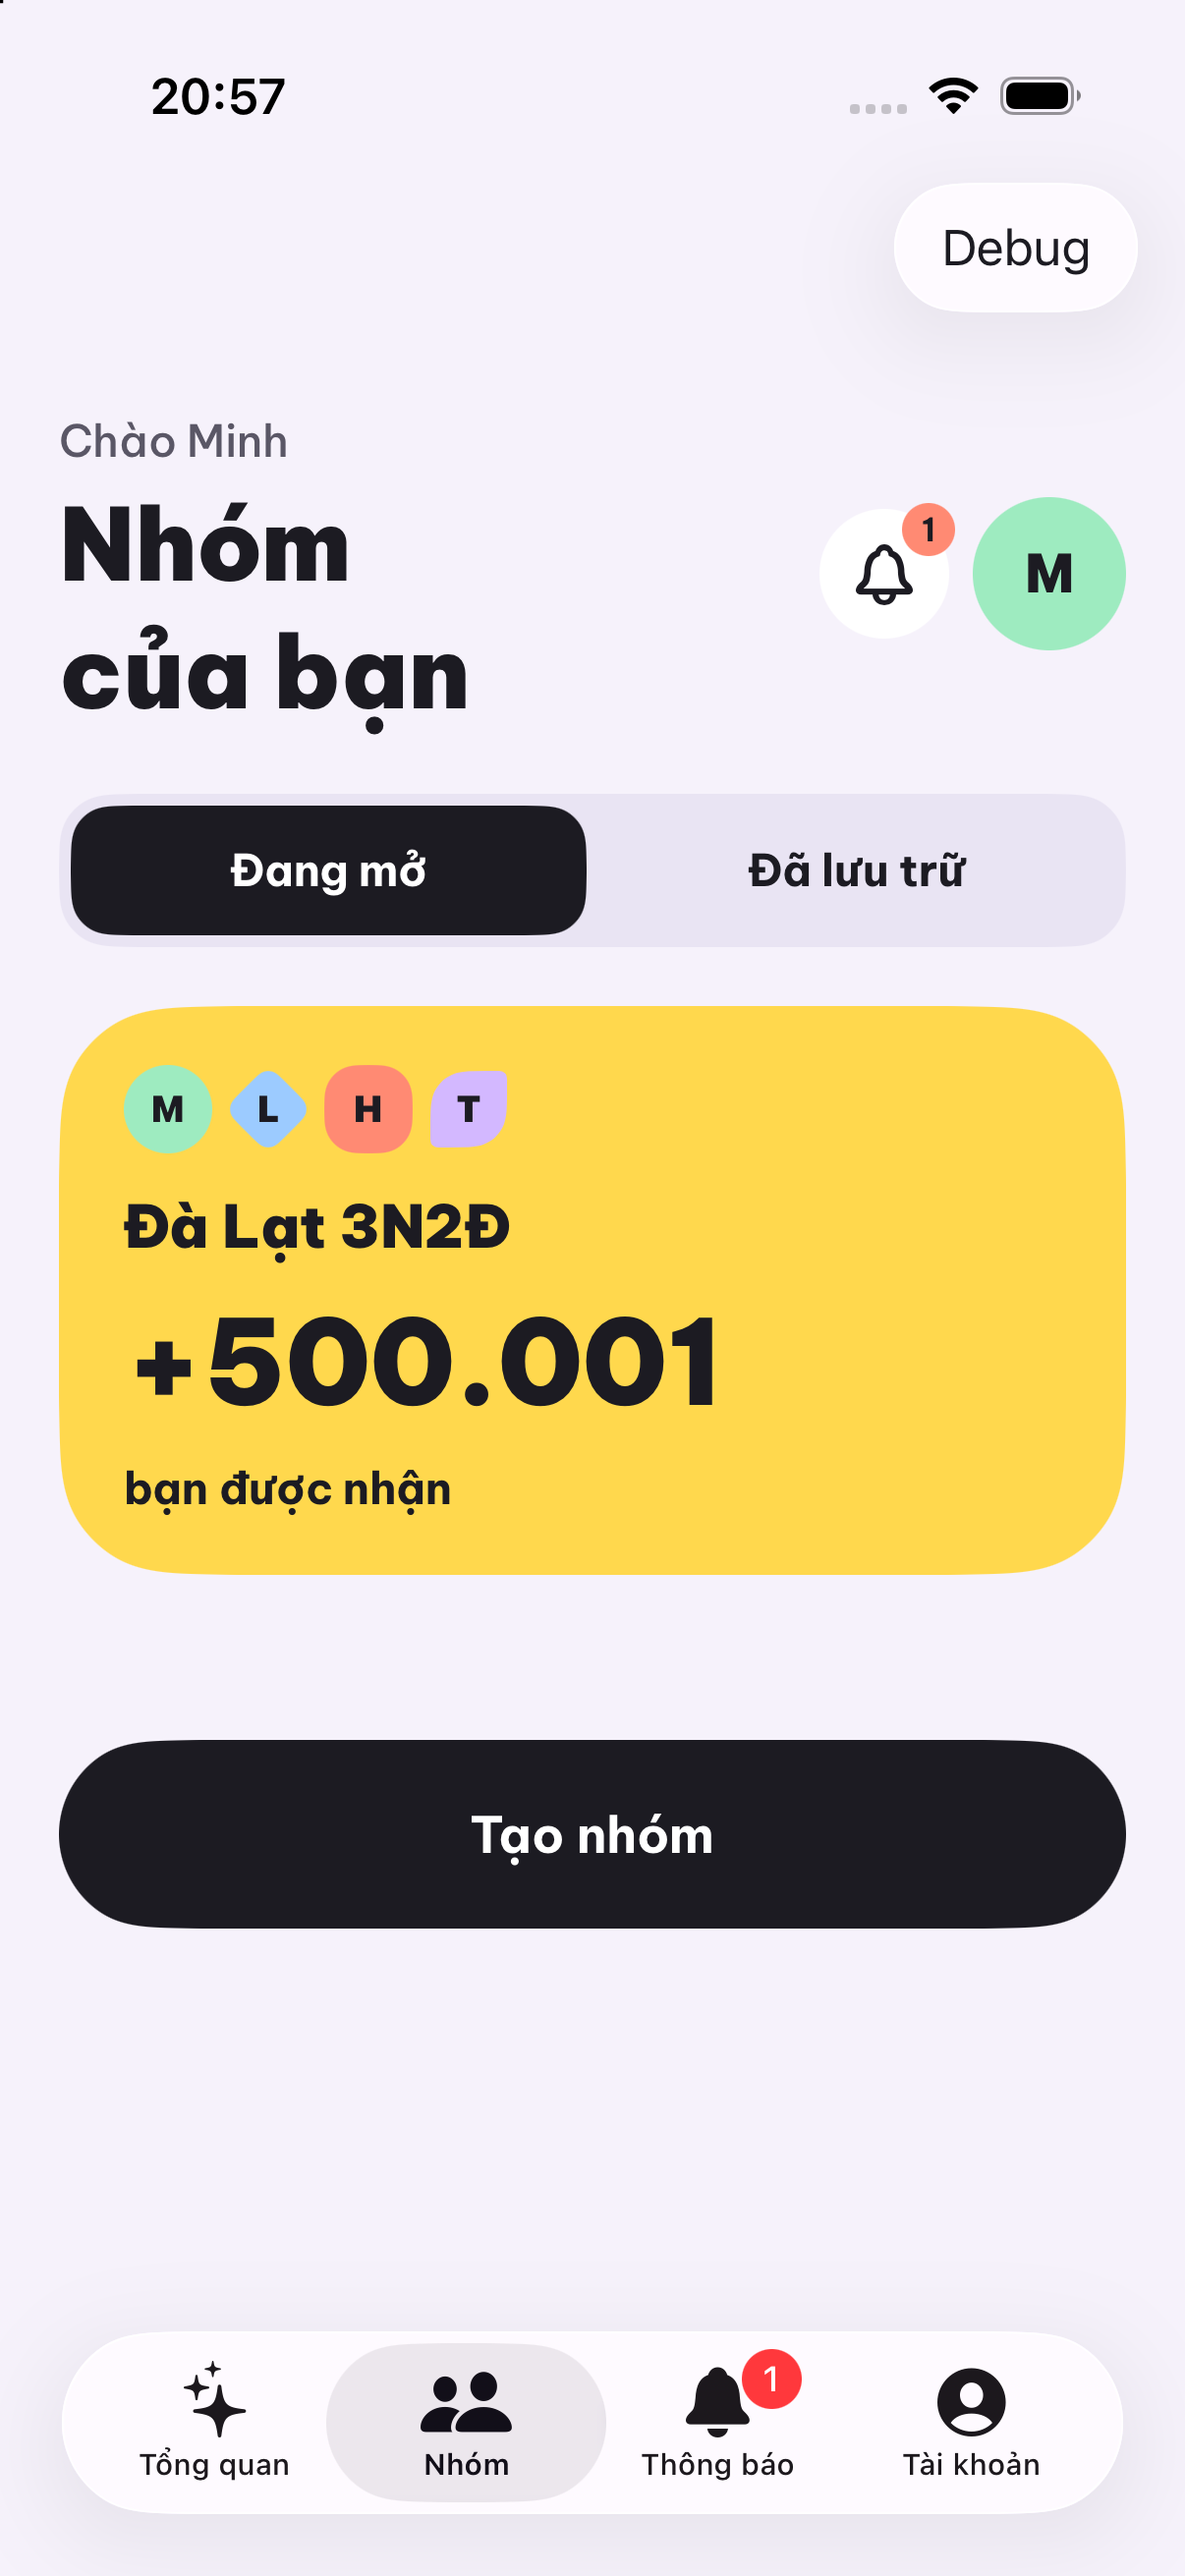 20:57
Debug
Chào Minh
Nhóm
của bạn
1
M
Đang mở
Đã lưu trữ
M L H T
Đà Lạt 3N2Đ
+500.001
bạn được nhận
Tạo nhóm
1
Tổng quan
Nhóm
Thông báo
Tài khoản